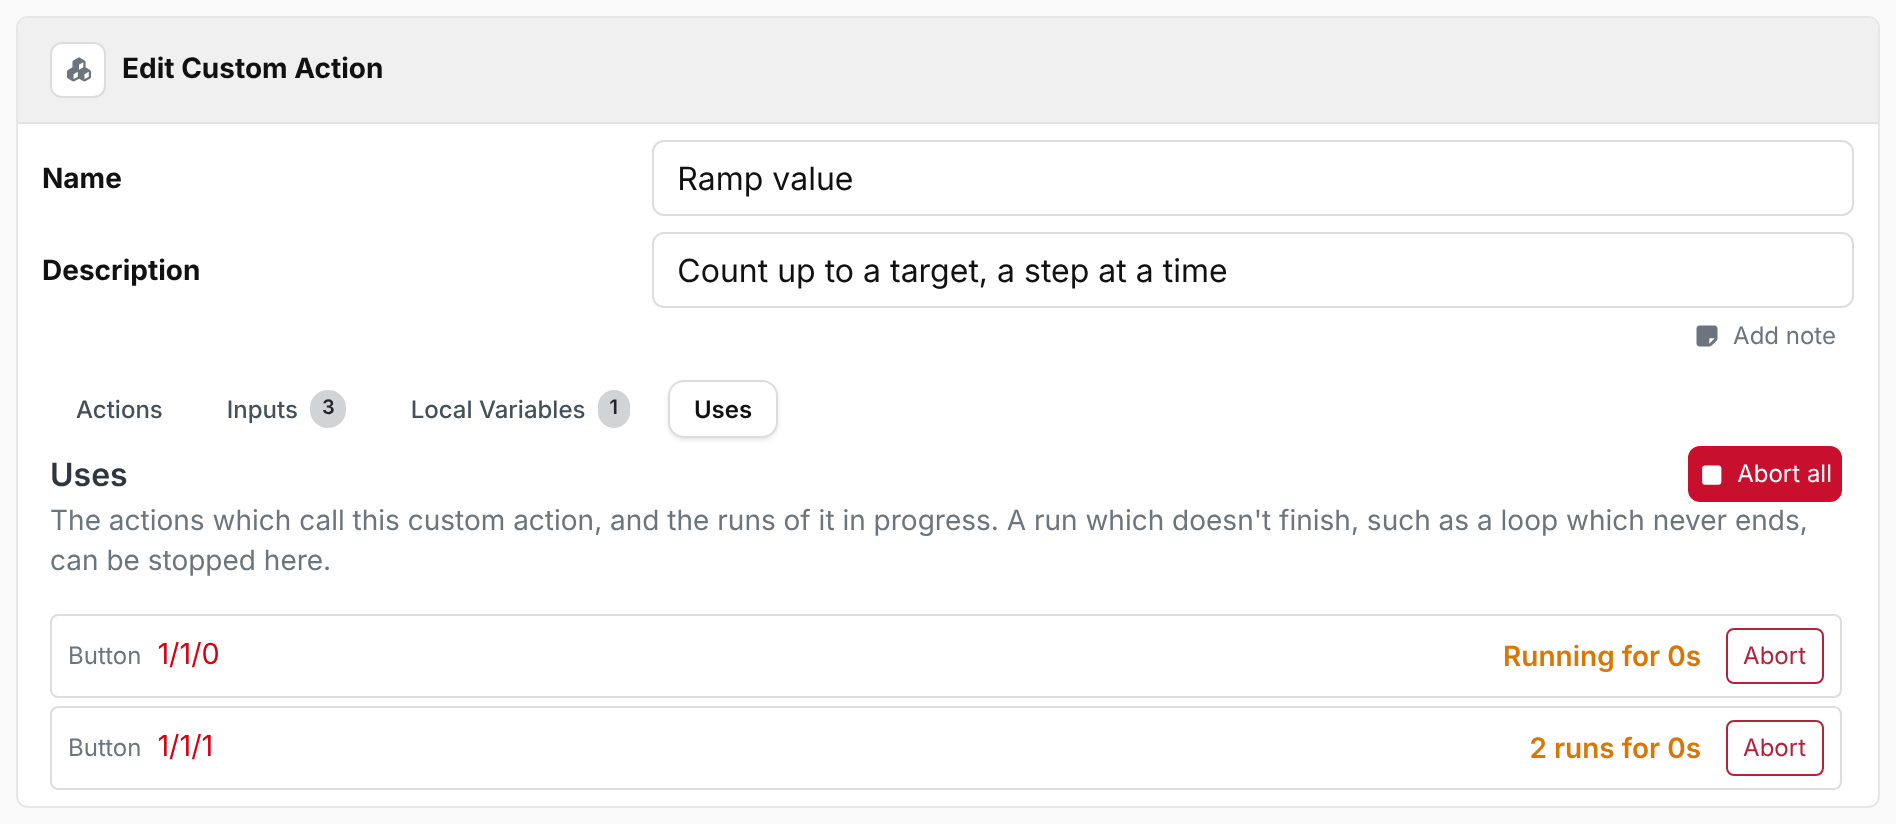 Edit Custom Action
Name
Ramp value
Description
Count up to a target, a step at a time
Add note
Actions
Inputs 3
Local Variables 1
Uses
Uses
Abort all
The actions which call this custom action, and the runs of it in progress. A run which doesn't finish, such as a loop which never ends,
can be stopped here.
Button 1/1/0
Running for 0s
Abort
Button 1/1/1
2 runs for 0s
Abort